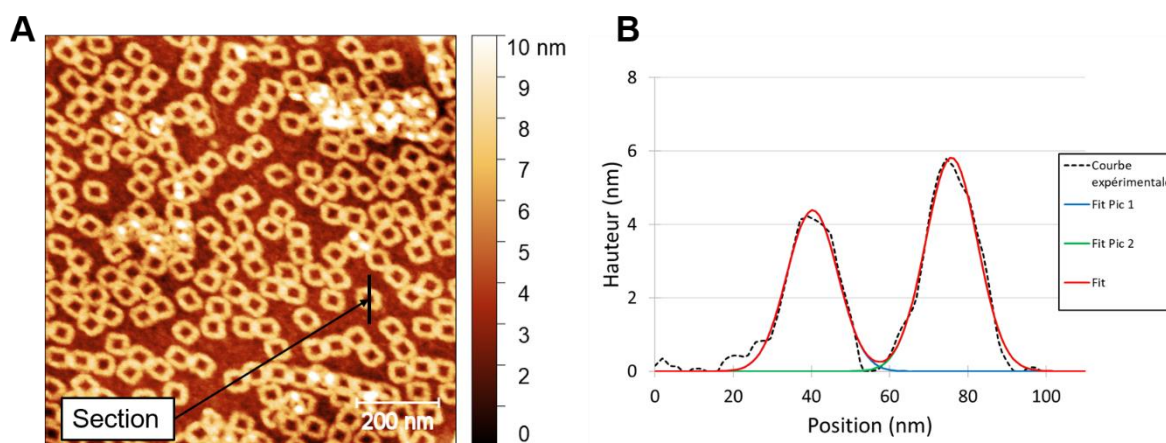 A
10 nm
9
8
7
6
5
4
3
2
0
Section
200 nm
B
8
6
4
2
0
Hauteur (nm)
0
20
40
60
80
100
Position (nm)
Courbe
expérimentale
Fit Pic 1
Fit Pic 2
Fit